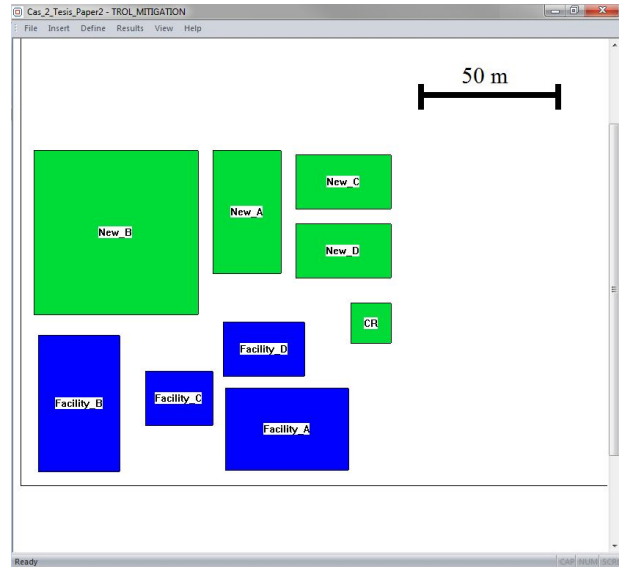 Cas_2_Tesis_Paper2 - TROL_MITIGATION
File Insert Define Results View Help
50 m
New_C
New_A
New_B
New_D
CR
Facility_D
Facility_C
Facility_B
Facility_A
Ready
CAP NUM SCRL